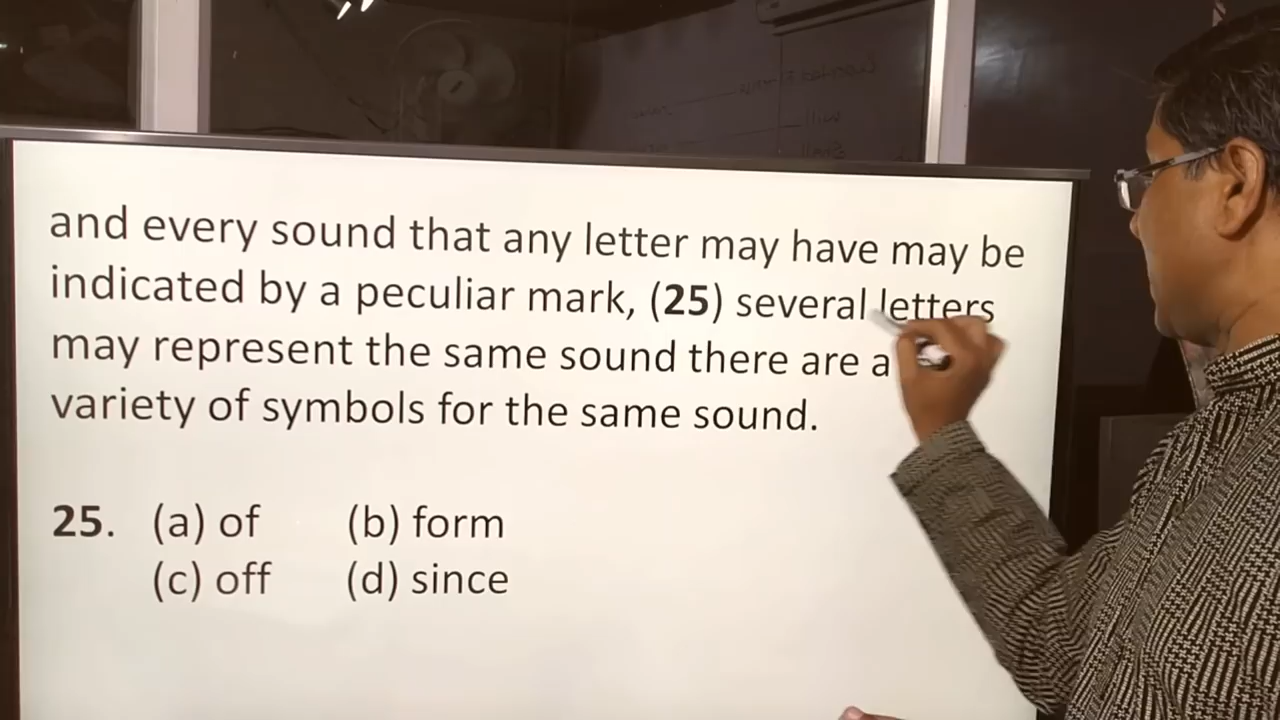 and every sound that any letter may have may be
indicated by a peculiar mark, (25) several letters
may represent the same sound there are a
variety of symbols for the same sound.
25. (a) of (b) form
(c) off (d) since